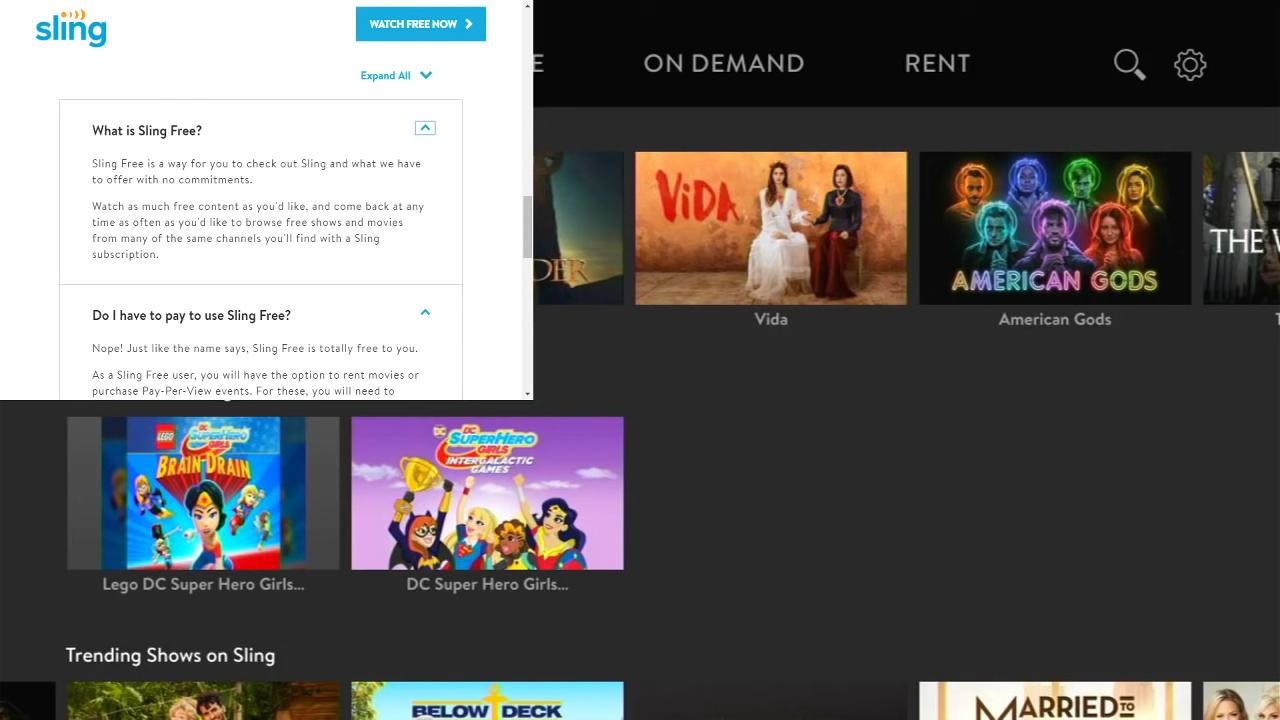 sling
WATCH FREE NOW
Expand All
What is Sling Free?
Sling Free is a way for you to check out Sling and what we have
to offer with no commitments.
Watch as much free content as you'd like, and come back at any
time as often as you'd like to browse free shows and movies
from many of the same channels you'll find with a Sling
subscription.
Do I have to pay to use Sling Free?
Nope! Just like the name says, Sling Free is totally free to you.
As a Sling Free user, you will have the option to rent movies or
purchase Pay-Per-View events. For these, you will need to
E
ON DEMAND
RENT
DER
ViDA
AMERICAN GODS
THE W
Vida
American Gods
T
LEGO
DC
SUPERHERO
GIRLS
BRAIN DRAIN
DC
SUPERHERO
GIRLS
INTERGALACTIC
GAMES
Lego DC Super Hero Girls...
DC Super Hero Girls...
Trending Shows on Sling
BELOW DECK
MARRIED TO